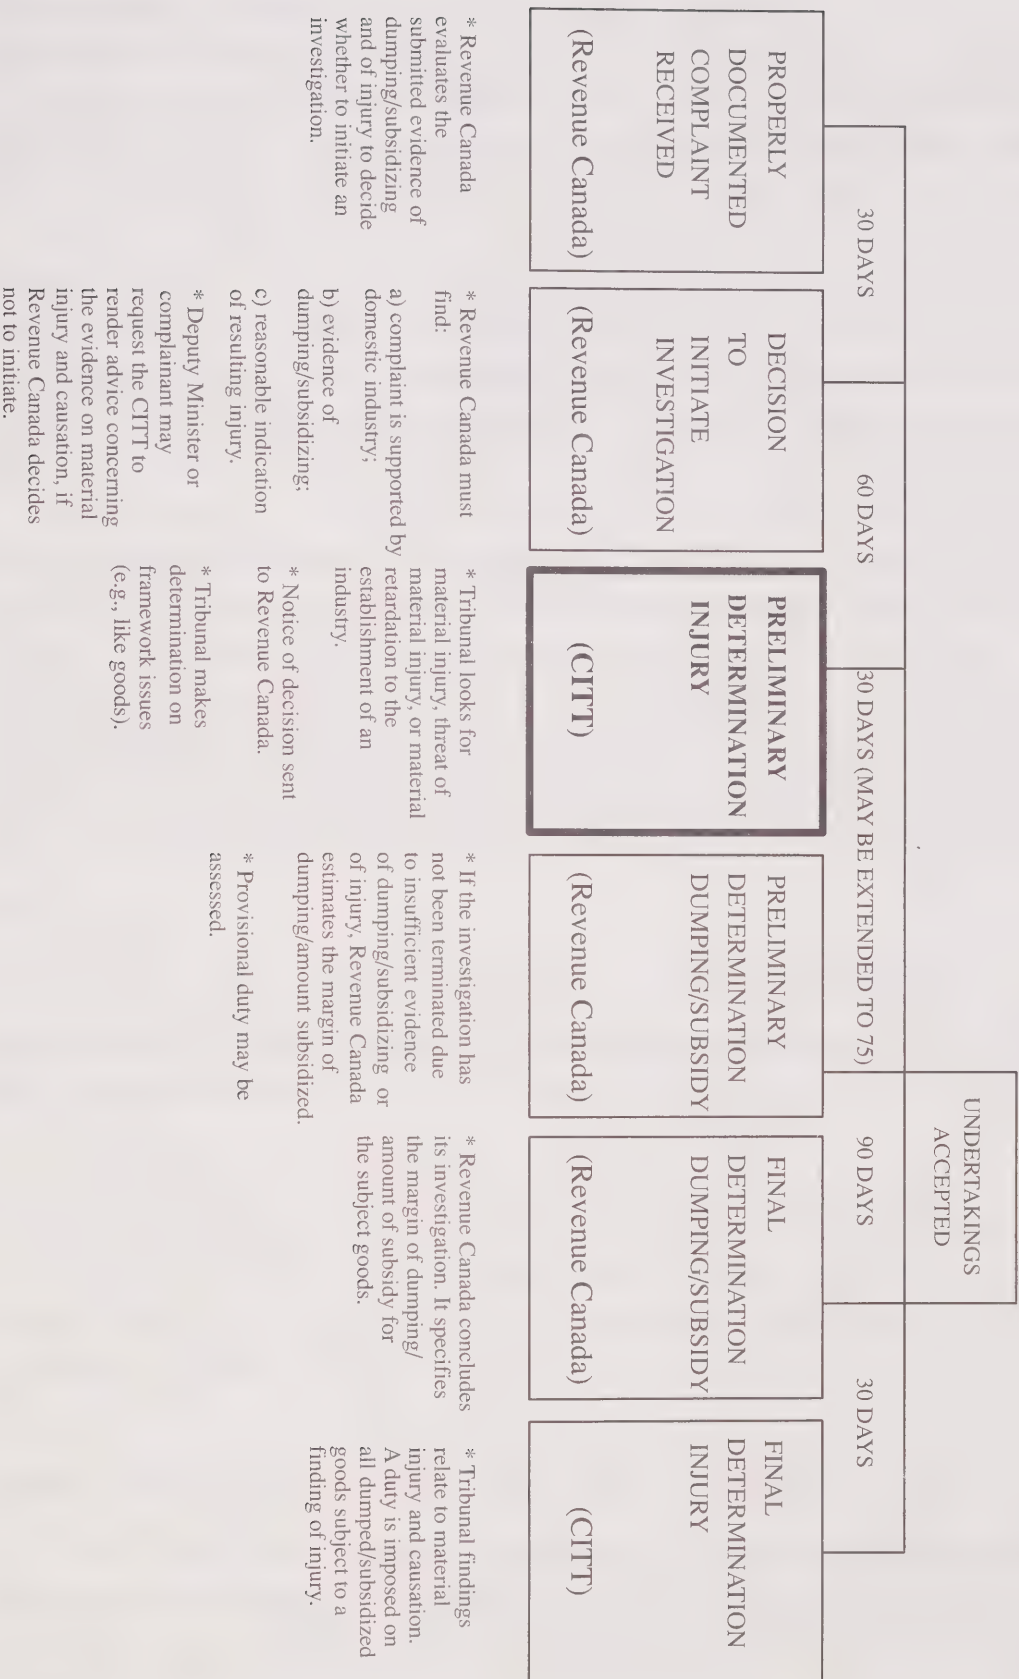 UNDERTAKINGS
ACCEPTED
30 DAYS
60 DAYS
30 DAYS (MAY BE EXTENDED TO 75)
90 DAYS
30 DAYS
PROPERLY
DOCUMENTED
COMPLAINT
RECEIVED
(Revenue Canada)
DECISION
TO
INITIATE
INVESTIGATION
(Revenue Canada)
PRELIMINARY
DETERMINATION
INJURY
(CITT)
PRELIMINARY
DETERMINATION
DUMPING/SUBSIDY
(Revenue Canada)
FINAL
DETERMINATION
DUMPING/SUBSIDY
(Revenue Canada)
FINAL
DETERMINATION
INJURY
(CITT)
* Revenue Canada
evaluates the
submitted evidence of
dumping/subsidizing
and of injury to decide
whether to initiate an
investigation.
* Revenue Canada must
find:
a) complaint is supported by
domestic industry;
b) evidence of
dumping/subsidizing;
c) reasonable indication
of resulting injury.
* Deputy Minister or
complainant may
request the CITT to
render advice concerning
the evidence on material
injury and causation, if
Revenue Canada decides
not to initiate.
* Tribunal looks for
material injury, threat of
material injury, or material
retardation to the
establishment of an
industry.
* Notice of decision sent
to Revenue Canada.
* Tribunal makes
determination on
framework issues
(e.g., like goods).
* If the investigation has
not been terminated due
to insufficient evidence
of dumping/subsidizing or
of injury, Revenue Canada
estimates the margin of
dumping/amount subsidized.
* Provisional duty may be
assessed.
* Revenue Canada concludes
its investigation. It specifies
the margin of dumping/
amount of subsidy for
the subject goods.
* Tribunal findings
relate to material
injury and causation.
A duty is imposed on
all dumped/subsidized
goods subject to a
finding of injury.